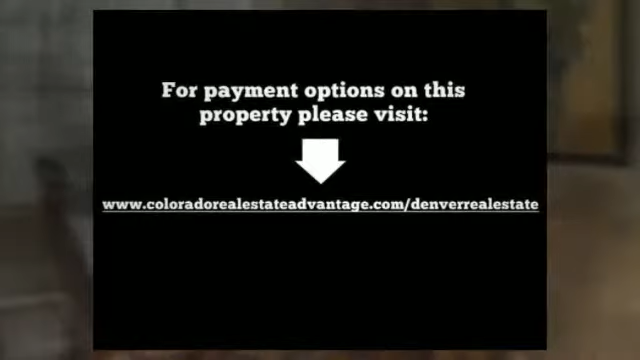 For payment options on this
property please visit:
www.coloradorealestateadvantage.com/denverrealestate